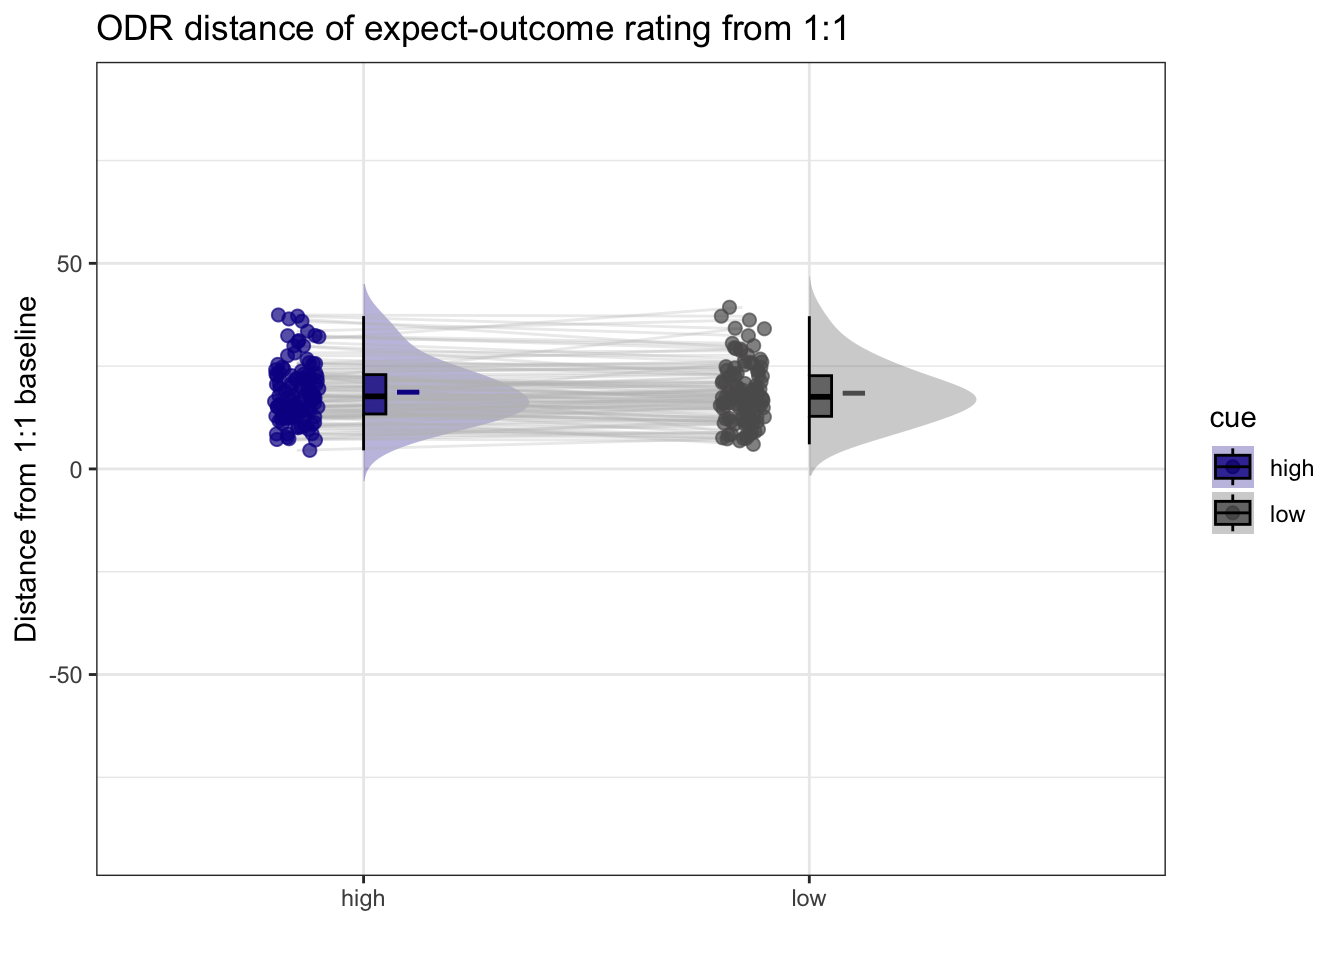 ODR distance of expect-outcome rating from 1:1
Distance from 1:1 baseline
50
0
-50
high
low
cue
high
low